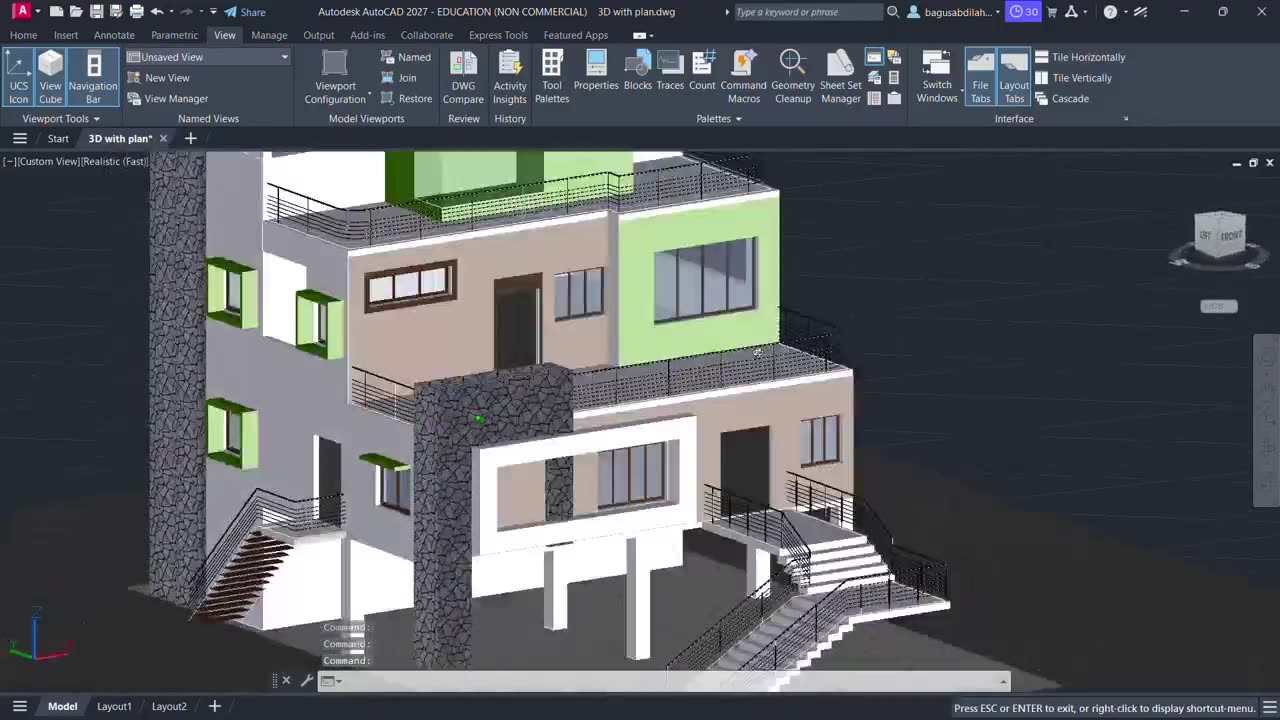 A Share Autodesk AutoCAD 2027 - EDUCATION (NON COMMERCIAL) 3D with plan.dwg Type a keyword or phrase bagusabdilah... 30
Home Insert Annotate Parametric View Manage Output Add-ins Collaborate Express Tools Featured Apps
UCS Icon
View Cube
Navigation Bar
Viewport Tools
Unsaved View
New View
View Manager
Named Views
Viewport Configuration
Named
Join
Restore
Model Viewports
DWG Compare
Review
Activity Insights
History
Tool Palettes
Properties
Blocks
Traces
Count
Command Macros
Geometry Cleanup
Sheet Set Manager
Palettes
Switch Windows
File Tabs
Layout Tabs
Tile Horizontally
Tile Vertically
Cascade
Interface
Start 3D with plan*
[−][Custom View][Realistic (Fast)]
LEFT FRONT
Z
Y
Command:
Command:
Command:
Model Layout1 Layout2
Press ESC or ENTER to exit, or right-click to display shortcut-menu.